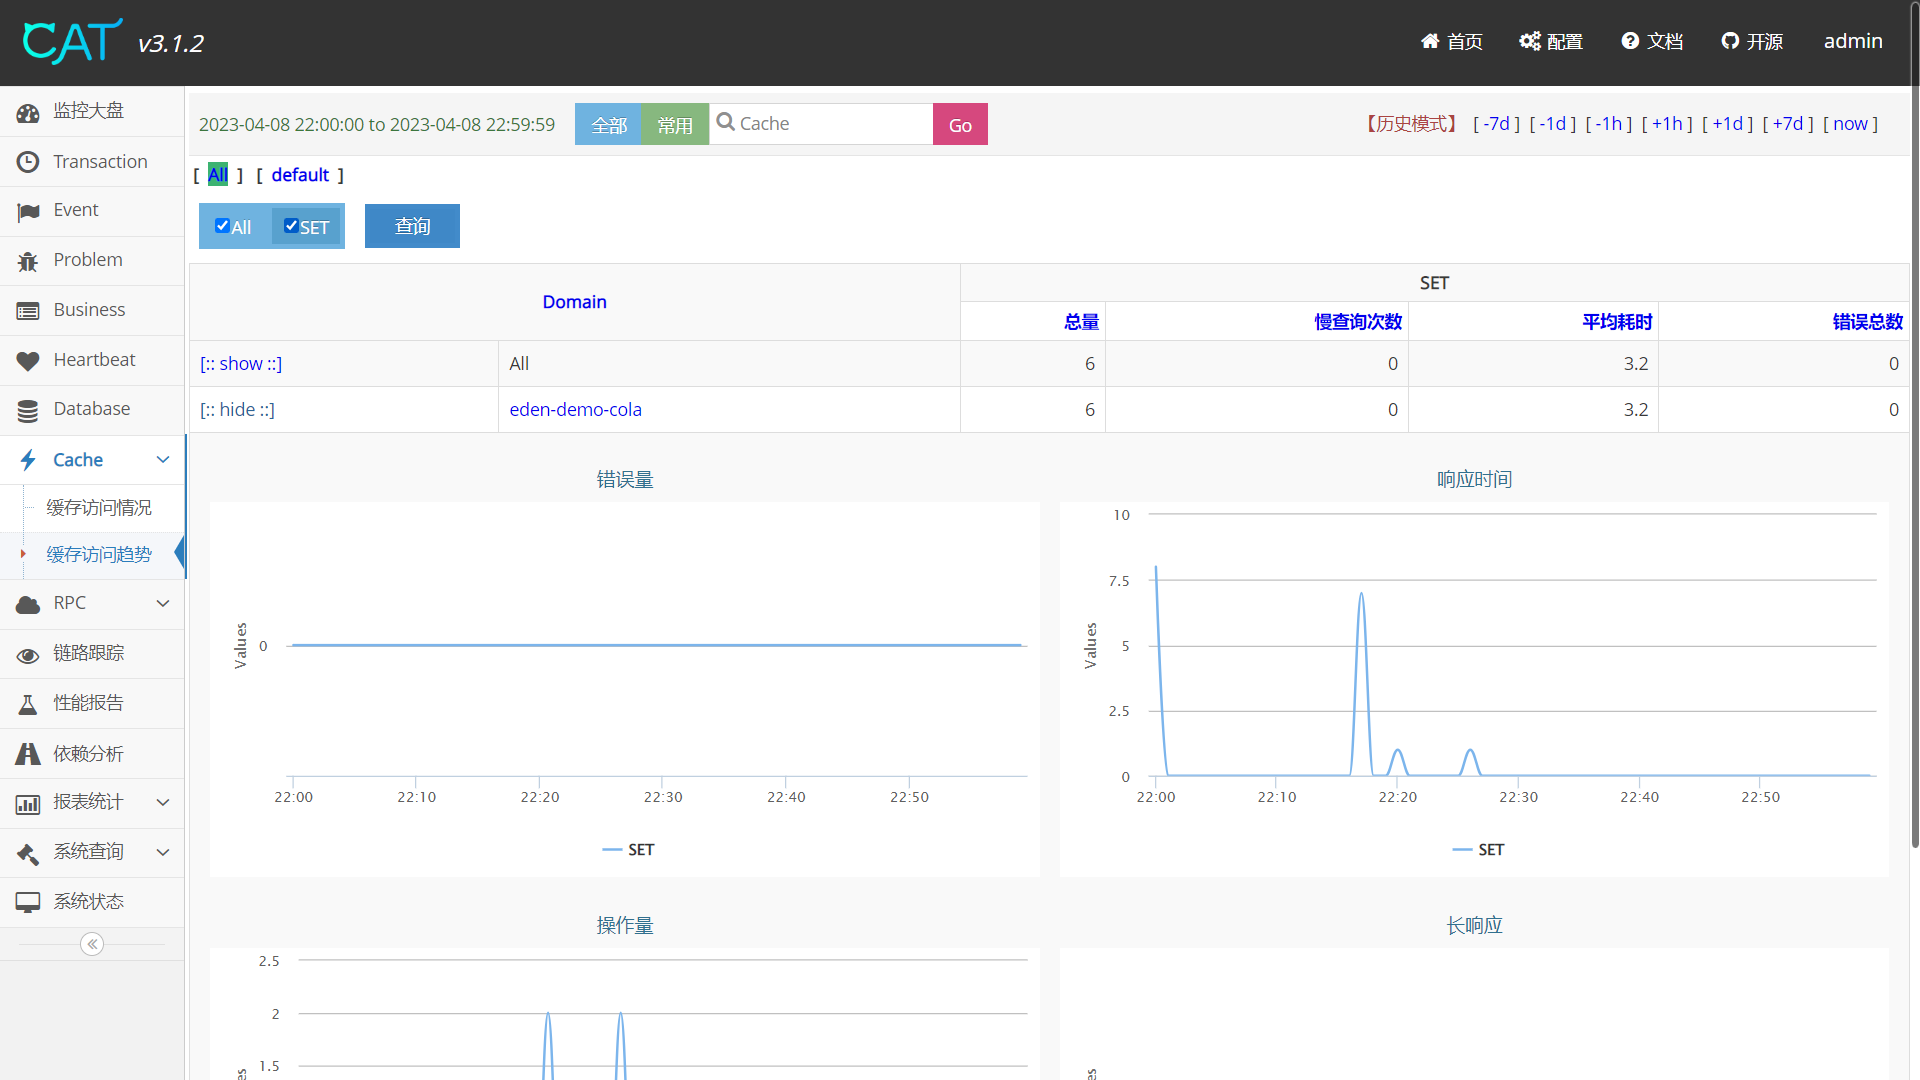 CAT v3.1.2
首页 配置 文档 开源 admin
监控大盘
Transaction
Event
Problem
Business
Heartbeat
Database
Cache
缓存访问情况
缓存访问趋势
RPC
链路跟踪
性能报告
依赖分析
报表统计
系统查询
系统状态
2023-04-08 22:00:00 to 2023-04-08 22:59:59 全部 常用 Cache Go 【历史模式】 [ -7d ] [ -1d ] [ -1h ] [ +1h ] [ +1d ] [ +7d ] [ now ]
[ All ] [ default ]
All SET 查询
Domain SET
总量 慢查询次数 平均耗时 错误总数
[:: show ::] All 6 0 3.2 0
[:: hide ::] eden-demo-cola 6 0 3.2 0
错误量
Values
0
22:00 22:10 22:20 22:30 22:40 22:50
SET
响应时间
Values
10
7.5
5
2.5
0
22:00 22:10 22:20 22:30 22:40 22:50
SET
操作量
2.5
2
1.5
es
长响应
es